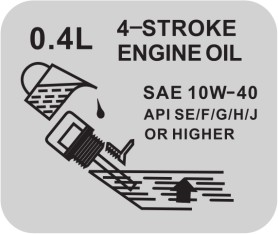 0.4L
4-STROKE
ENGINE OIL
SAE 10W-40
API SE/F/G/H/J
OR HIGHER